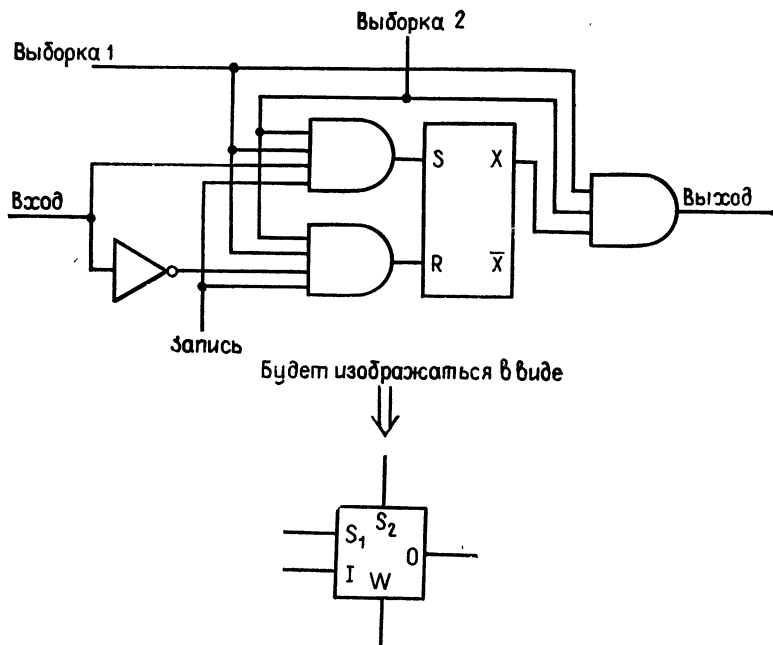 Выборка 2
Выборка 1
S X
Вход
Выход
R X̅
Запись
Будет изображаться в виде
S₂
S₁
O
I W